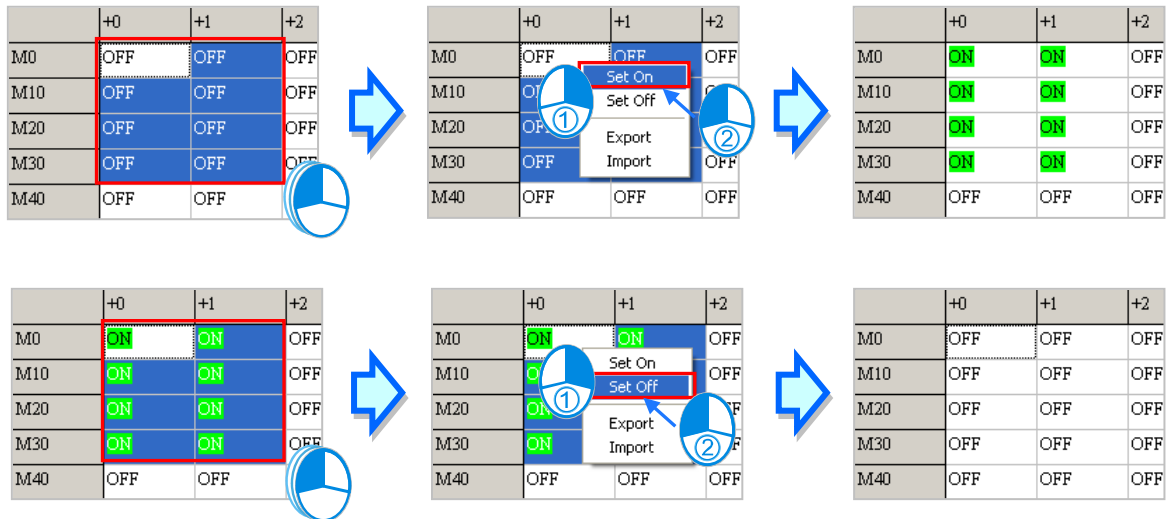 +0 +1 +2
M0 OFF OFF OFF
M10 OFF OFF OFF
M20 OFF OFF OFF
M30 OFF OFF OFF
M40 OFF OFF
+0 +1 +2
M0 OFF OFF OFF
Set On
M10
Set Off
1
2
M20
Export
M30 OFF Import OFF
M40 OFF OFF OFF
+0 +1 +2
M0 ON ON OFF
M10 ON ON OFF
M20 ON ON OFF
M30 ON ON OFF
M40 OFF OFF OFF
+0 +1 +2
M0 ON ON OFF
M10 ON ON OFF
M20 ON ON OFF
M30 ON ON OFF
M40 OFF OFF
+0 +1 +2
M0 ON ON OFF
Set On
M10 OFF
Set Off
1
M20
Export
2
M30 ON Import
M40 OFF OFF OFF
+0 +1 +2
M0 OFF OFF OFF
M10 OFF OFF OFF
M20 OFF OFF OFF
M30 OFF OFF OFF
M40 OFF OFF OFF